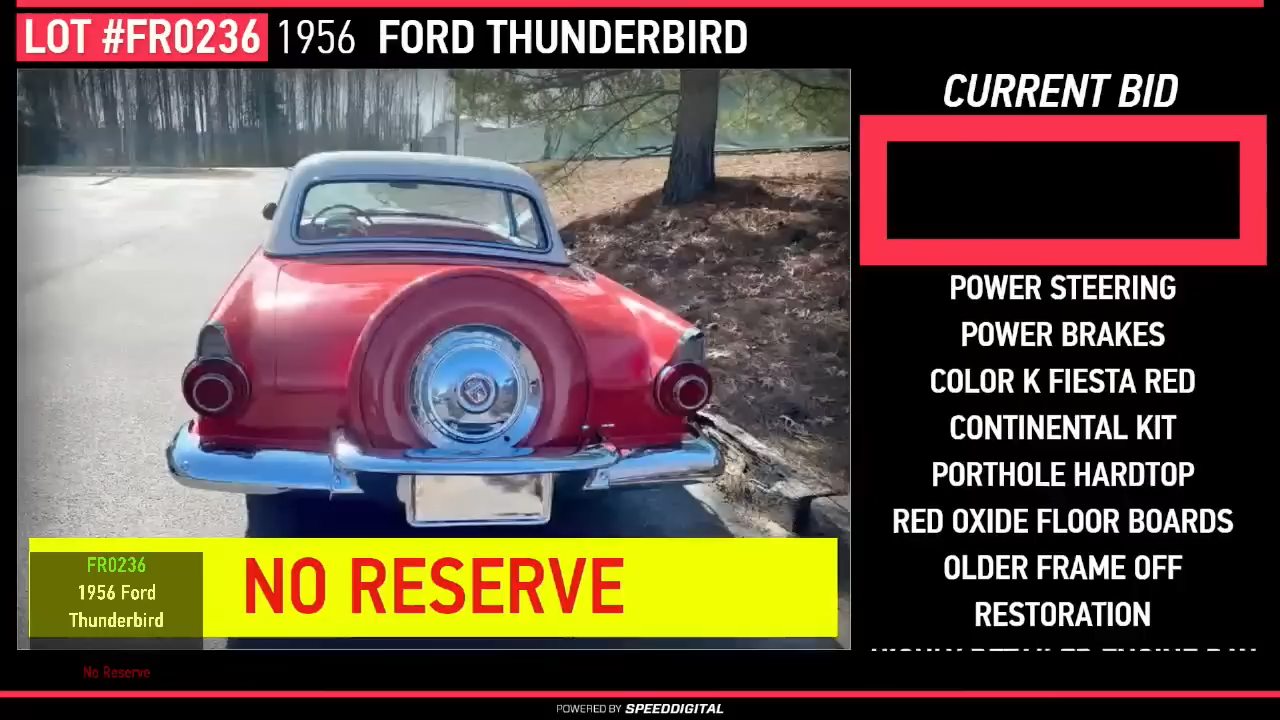 LOT #FR0236 1956 FORD THUNDERBIRD
CURRENT BID
POWER STEERING
POWER BRAKES
COLOR K FIESTA RED
CONTINENTAL KIT
PORTHOLE HARDTOP
RED OXIDE FLOOR BOARDS
OLDER FRAME OFF
RESTORATION
NO RESERVE
FR0236
1956 Ford
Thunderbird
No Reserve
POWERED BY SPEEDDIGITAL